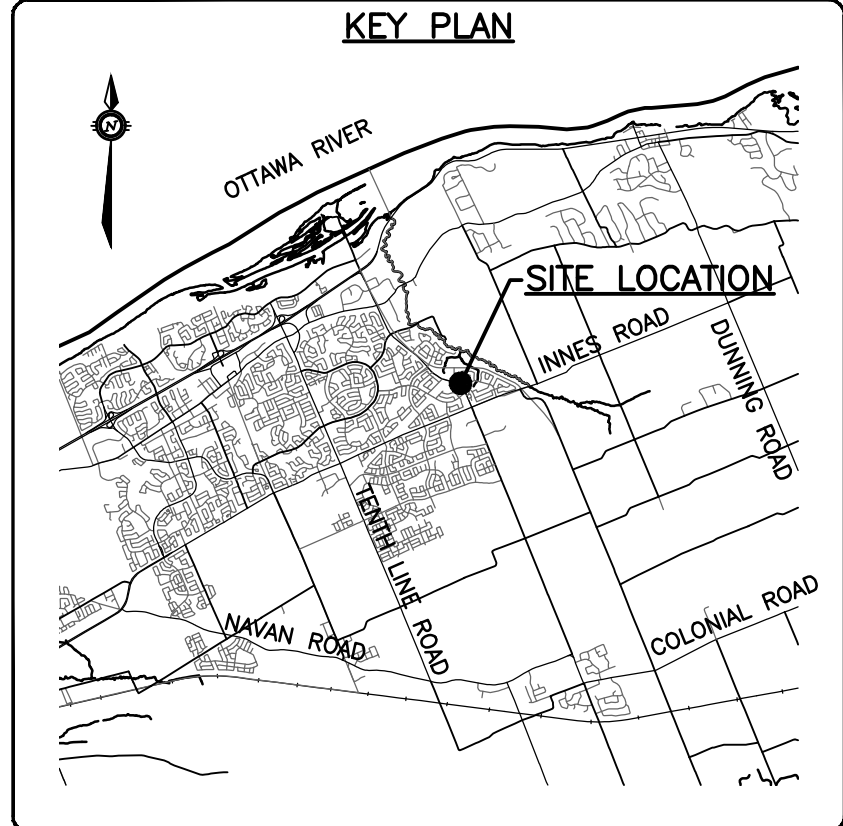 KEY PLAN
N
OTTAWA RIVER
SITE LOCATION
INNES ROAD
DUNNING ROAD
TENTH LINE ROAD
NAVAN ROAD
COLONIAL ROAD